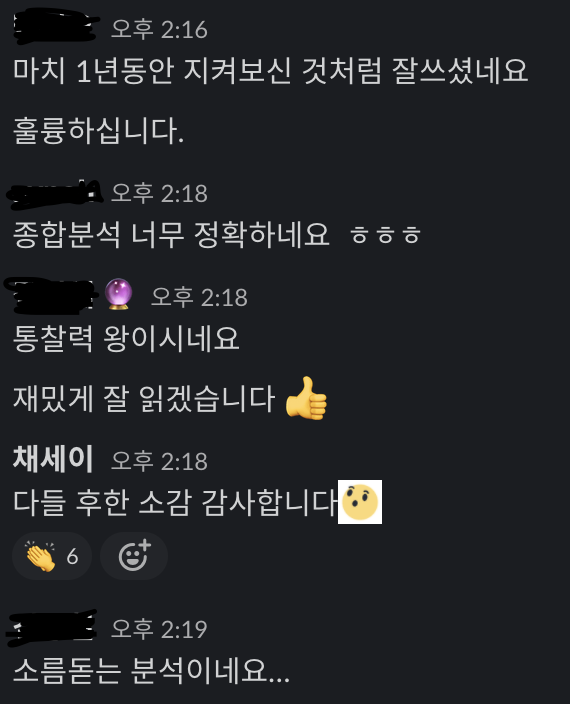 오후 2:16
마치 1년동안 지켜보신 것처럼 잘쓰셨네요
훌륭하십니다.
오후 2:18
종합분석 너무 정확하네요 ㅎㅎㅎ
오후 2:18
통찰력 왕이시네요
재밌게 잘 읽겠습니다 👍
채세이 오후 2:18
다들 후한 소감 감사합니다
👏 6
오후 2:19
소름돋는 분석이네요...